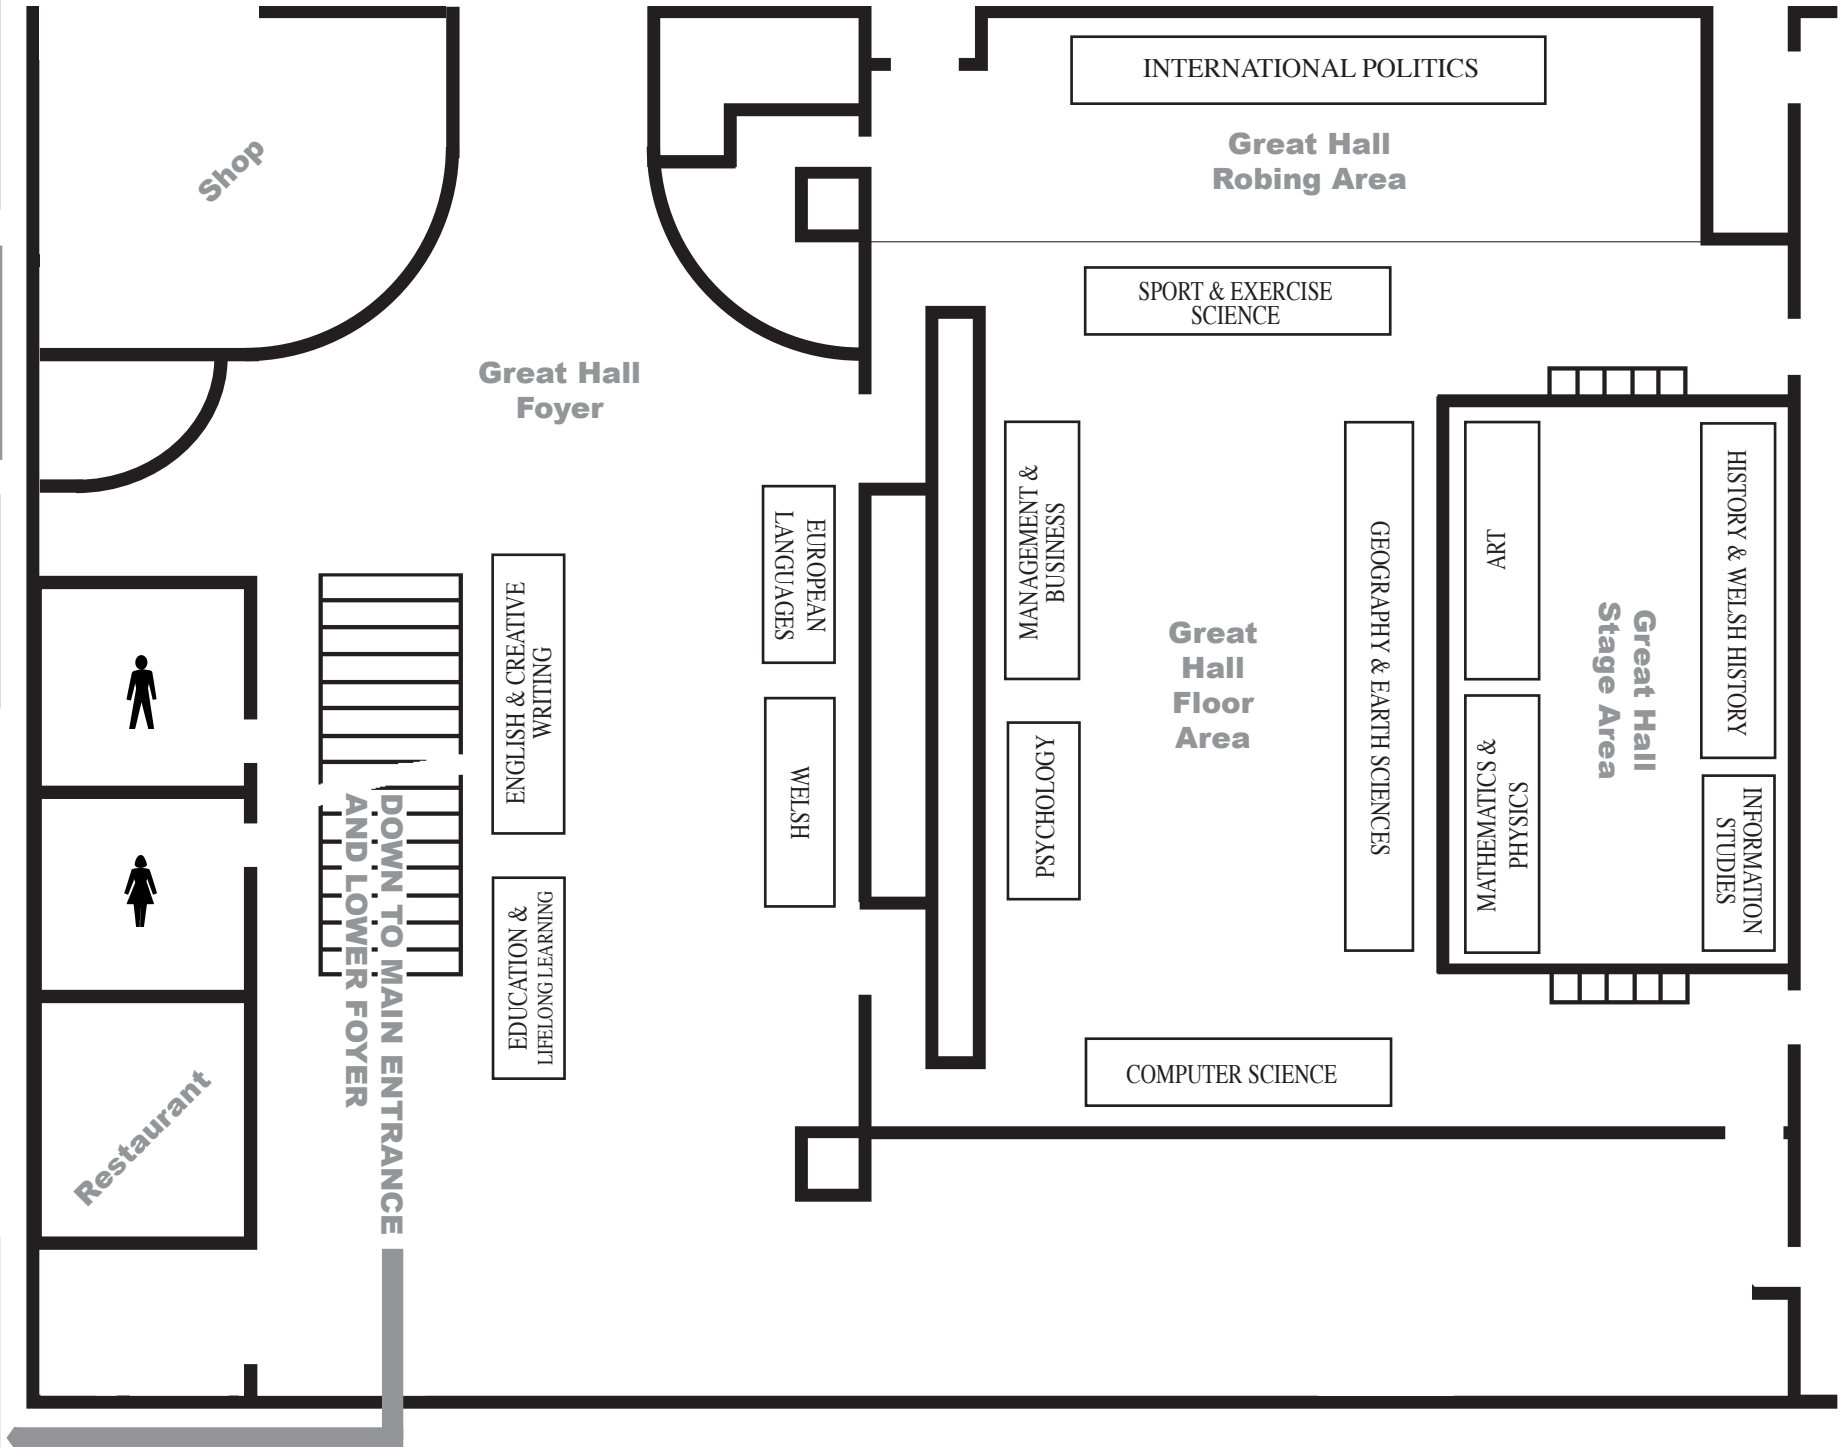 INTERNATIONAL POLITICS
Great Hall
Robing Area
Shop
SPORT & EXERCISE
SCIENCE
Great Hall
Foyer
EUROPEAN
LANGUAGES
WELSH
ENGLISH & CREATIVE
WRITING
EDUCATION &
LIFELONG LEARNING
MANAGEMENT &
BUSINESS
PSYCHOLOGY
Great
Hall
Floor
Area
GEOGRAPHY & EARTH SCIENCES
ART
MATHEMATICS &
PHYSICS
Great Hall
Stage Area
HISTORY & WELSH HISTORY
INFORMATION
STUDIES
DOWN TO MAIN ENTRANCE
AND LOWER FOYER
Restaurant
COMPUTER SCIENCE